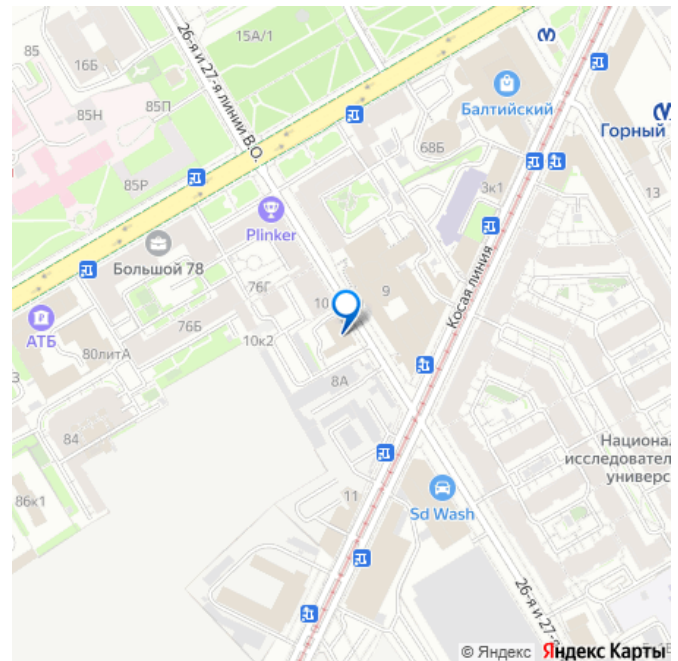 85
16Б
15А/1
26-я и 27-я линии В.О.
85П
85Н
85Р
Балтийский
Горный
68Б
3к1
13
Plinker
Большой 78
76Г
10
9
Косая линия
АТБ
76Б
80литА
10к2
8А
84
86к1
11
Национа
исследовател
универс
Sd Wash
26-я и 27-я
© Яндекс Яндекс Карты